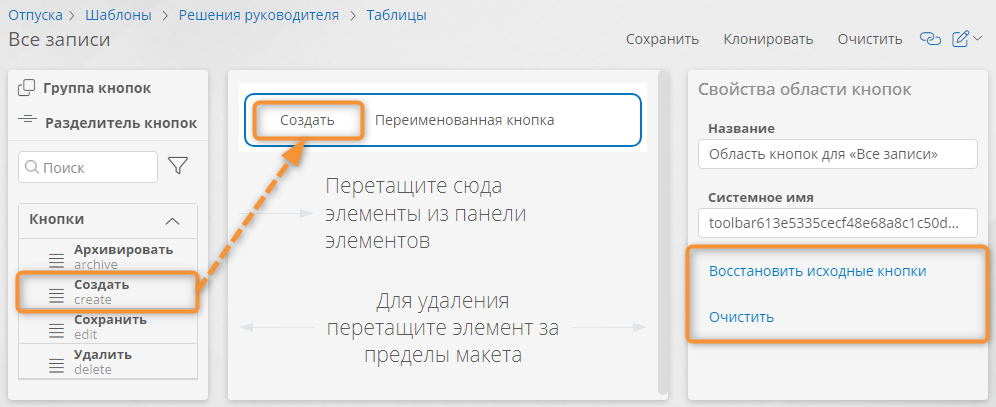 Отпуска > Шаблоны > Решения руководителя > Таблицы
Все записи
Сохранить Клонировать Очистить
Группа кнопок
Разделитель кнопок
Поиск
Кнопки
Архивировать
archive
Создать
create
Сохранить
edit
Удалить
delete
Создать Переименованная кнопка
Перетащите сюда
элементы из панели
элементов
Для удаления
перетащите элемент за
пределы макета
Свойства области кнопок
Название
Область кнопок для «Все записи»
Системное имя
toolbar613e5335cecf48e68a8c1c50d...
Восстановить исходные кнопки
Очистить